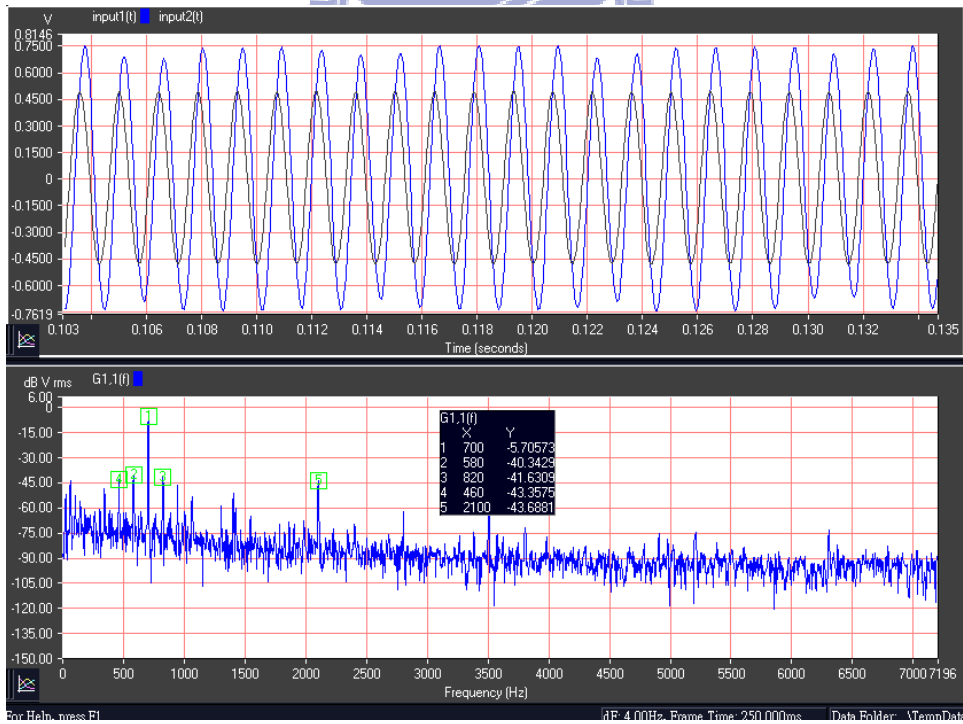 V input1(t) input2(t)
0.8146
0.7500
0.6000
0.4500
0.3000
0.1500
0
-0.1500
-0.3000
-0.4500
-0.6000
-0.7619
0.103 0.106 0.108 0.110 0.112 0.114 0.116 0.118 0.120 0.122 0.124 0.126 0.128 0.130 0.132 0.135
Time (seconds)
dB V rms G1,1(f)
6.00
0
-15.00
-30.00
-45.00
-60.00
-75.00
-90.00
-105.00
-120.00
-135.00
-150.00
1
4 2 3 5
G1,1(f)
X Y
1 700 -5.70573
2 580 -40.3429
3 820 -41.6309
4 460 -43.3575
5 2100 -43.6881
0 500 1000 1500 2000 2500 3000 3500 4000 4500 5000 5500 6000 6500 7000 7196
Frequency (Hz)
For Help, press F1 dF: 4.00Hz, Frame Time: 250.000ms Data Folder: .\TempData